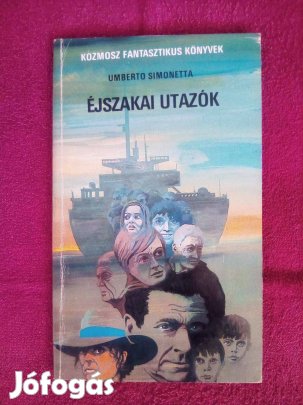 KOZMOSZ FANTASZTIKUS KÖNYVEK
UMBERTO SIMONETTA
ÉJSZAKAI UTAZÓK
Jófogás